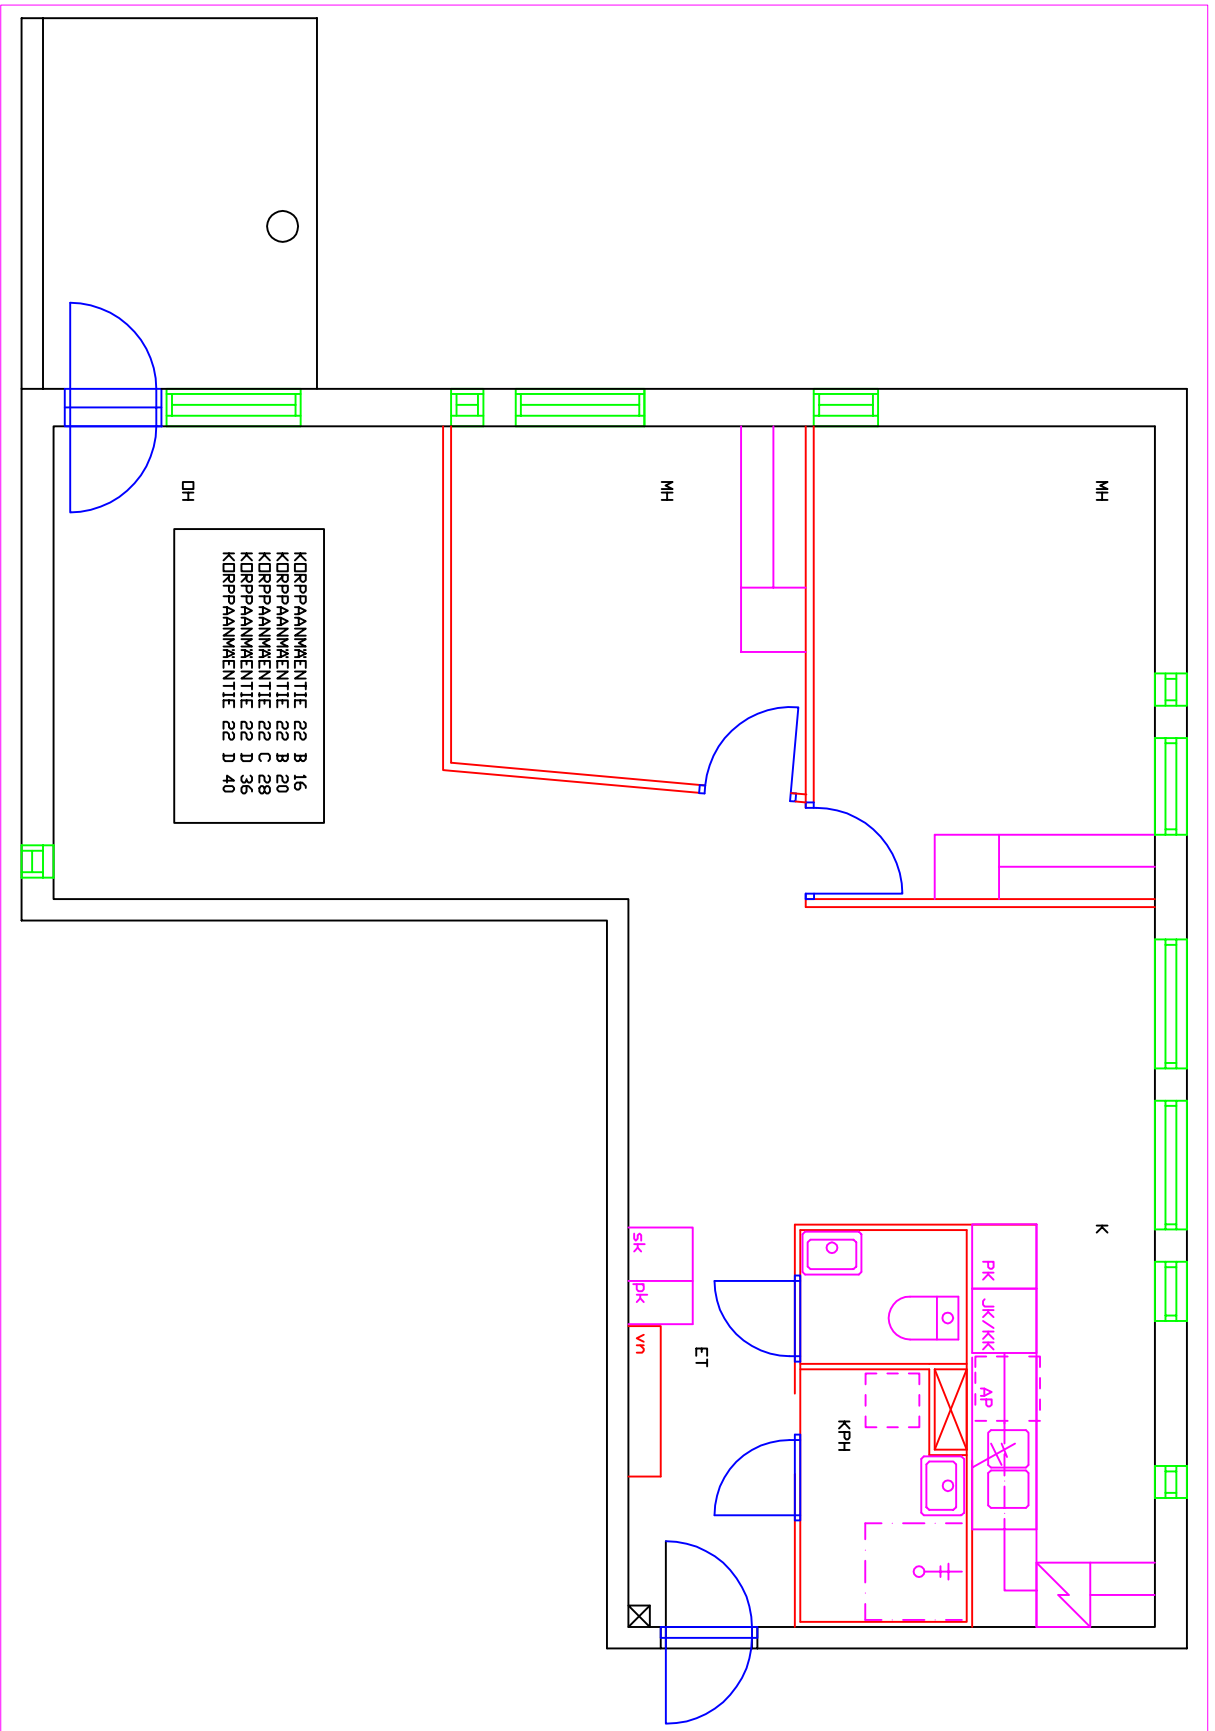 MH
MH
OH
KORPPAANMÄENTIE 22 B 16
KORPPAANMÄENTIE 22 B 20
KORPPAANMÄENTIE 22 C 28
KORPPAANMÄENTIE 22 D 36
KORPPAANMÄENTIE 22 D 40
K
PK
JK/KK
AP
KPH
ET
sk
pk
vn